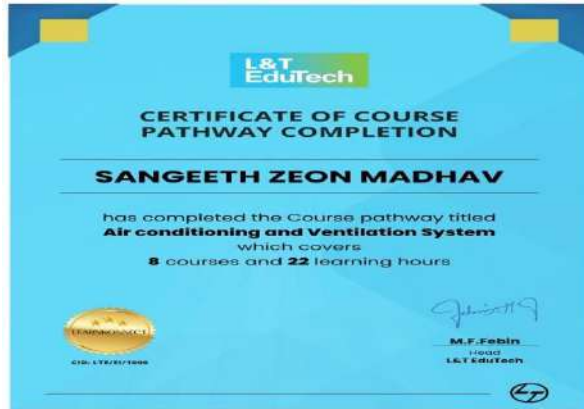 L&T
EduTech
CERTIFICATE OF COURSE
PATHWAY COMPLETION
SANGEETH ZEON MADHAV
has completed the Course pathway titled
Air conditioning and Ventilation System
which covers
8 courses and 22 learning hours
LEARNKONNECT
M.F.Febin
Head
L&T EduTech